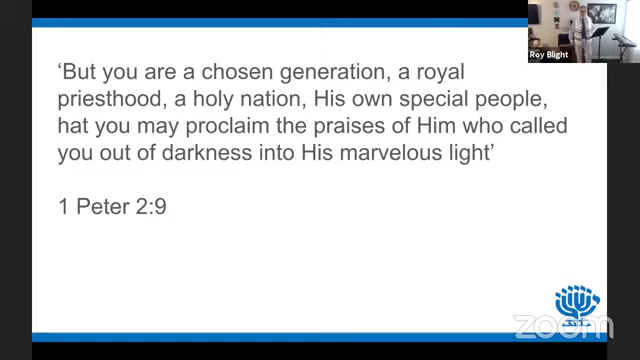 Roy Blight
‘But you are a chosen generation, a royal
priesthood, a holy nation, His own special people,
hat you may proclaim the praises of Him who called
you out of darkness into His marvelous light’
1 Peter 2:9
zoom